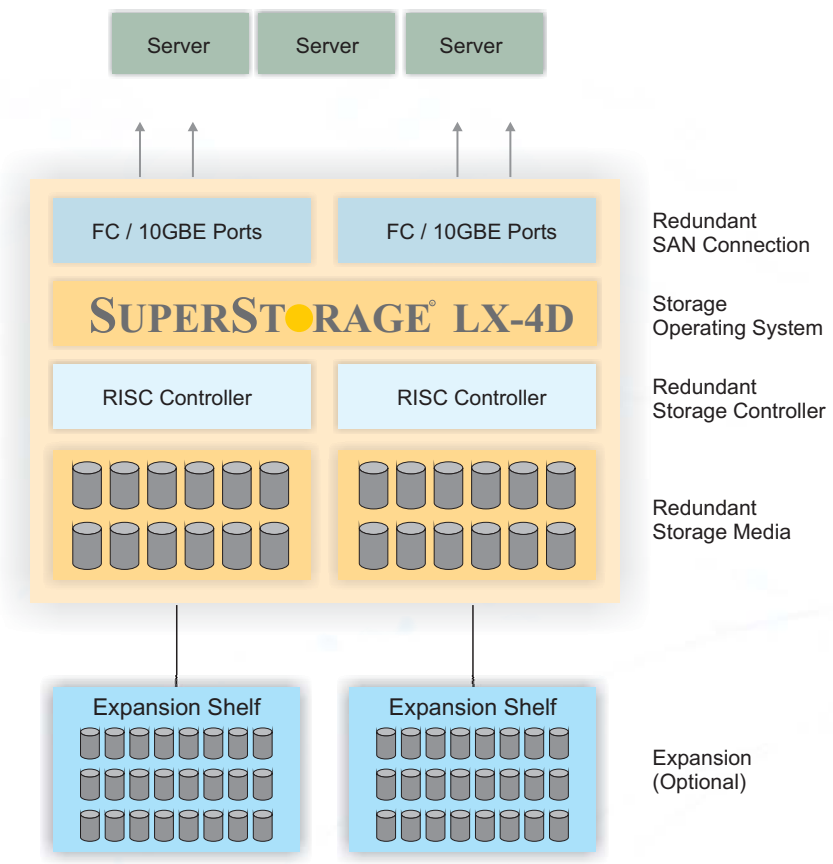 Server Server Server
FC / 10GBE Ports FC / 10GBE Ports
Redundant
SAN Connection
SUPERSTORAGE® LX-4D
Storage
Operating System
RISC Controller RISC Controller
Redundant
Storage Controller
Redundant
Storage Media
Expansion Shelf Expansion Shelf
Expansion
(Optional)